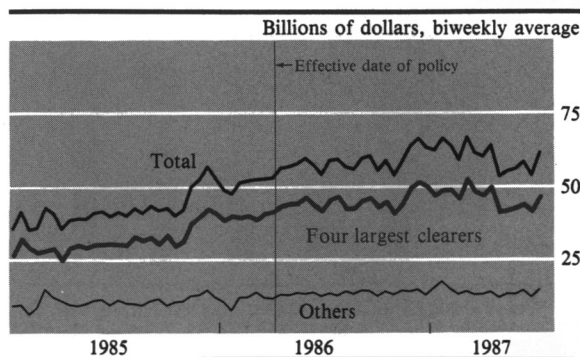 Billions of dollars, biweekly average
Effective date of policy
75
Total
50
Four largest clearers
25
Others
1985 1986 1987